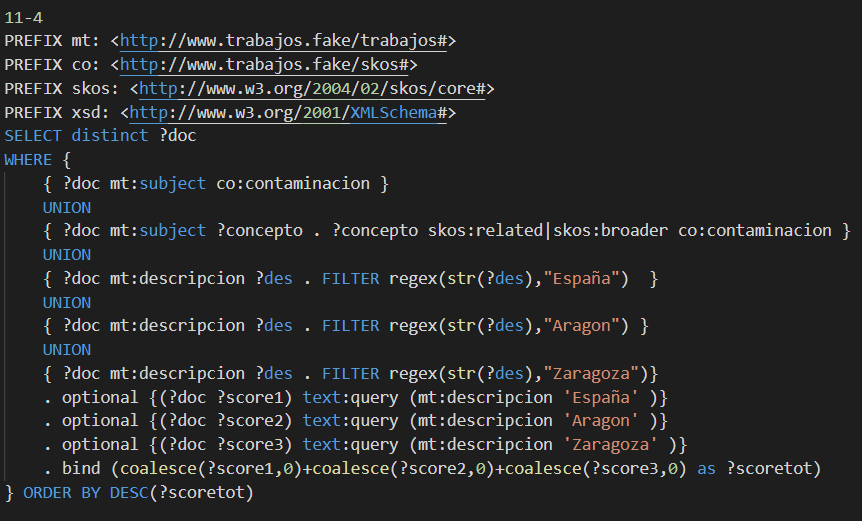 11-4
PREFIX mt: <http://www.trabajos.fake/trabajos#>
PREFIX co: <http://www.trabajos.fake/skos#>
PREFIX skos: <http://www.w3.org/2004/02/skos/core#>
PREFIX xsd: <http://www.w3.org/2001/XMLSchema#>
SELECT distinct ?doc
WHERE {
    { ?doc mt:subject co:contaminacion }
    UNION
    { ?doc mt:subject ?concepto . ?concepto skos:related|skos:broader co:contaminacion }
    UNION
    { ?doc mt:descripcion ?des . FILTER regex(str(?des),"España")  }
    UNION
    { ?doc mt:descripcion ?des . FILTER regex(str(?des),"Aragon") }
    UNION
    { ?doc mt:descripcion ?des . FILTER regex(str(?des),"Zaragoza")}
    . optional {(?doc ?score1) text:query (mt:descripcion 'España' )}
    . optional {(?doc ?score2) text:query (mt:descripcion 'Aragon' )}
    . optional {(?doc ?score3) text:query (mt:descripcion 'Zaragoza' )}
    . bind (coalesce(?score1,0)+coalesce(?score2,0)+coalesce(?score3,0) as ?scoretot)
} ORDER BY DESC(?scoretot)